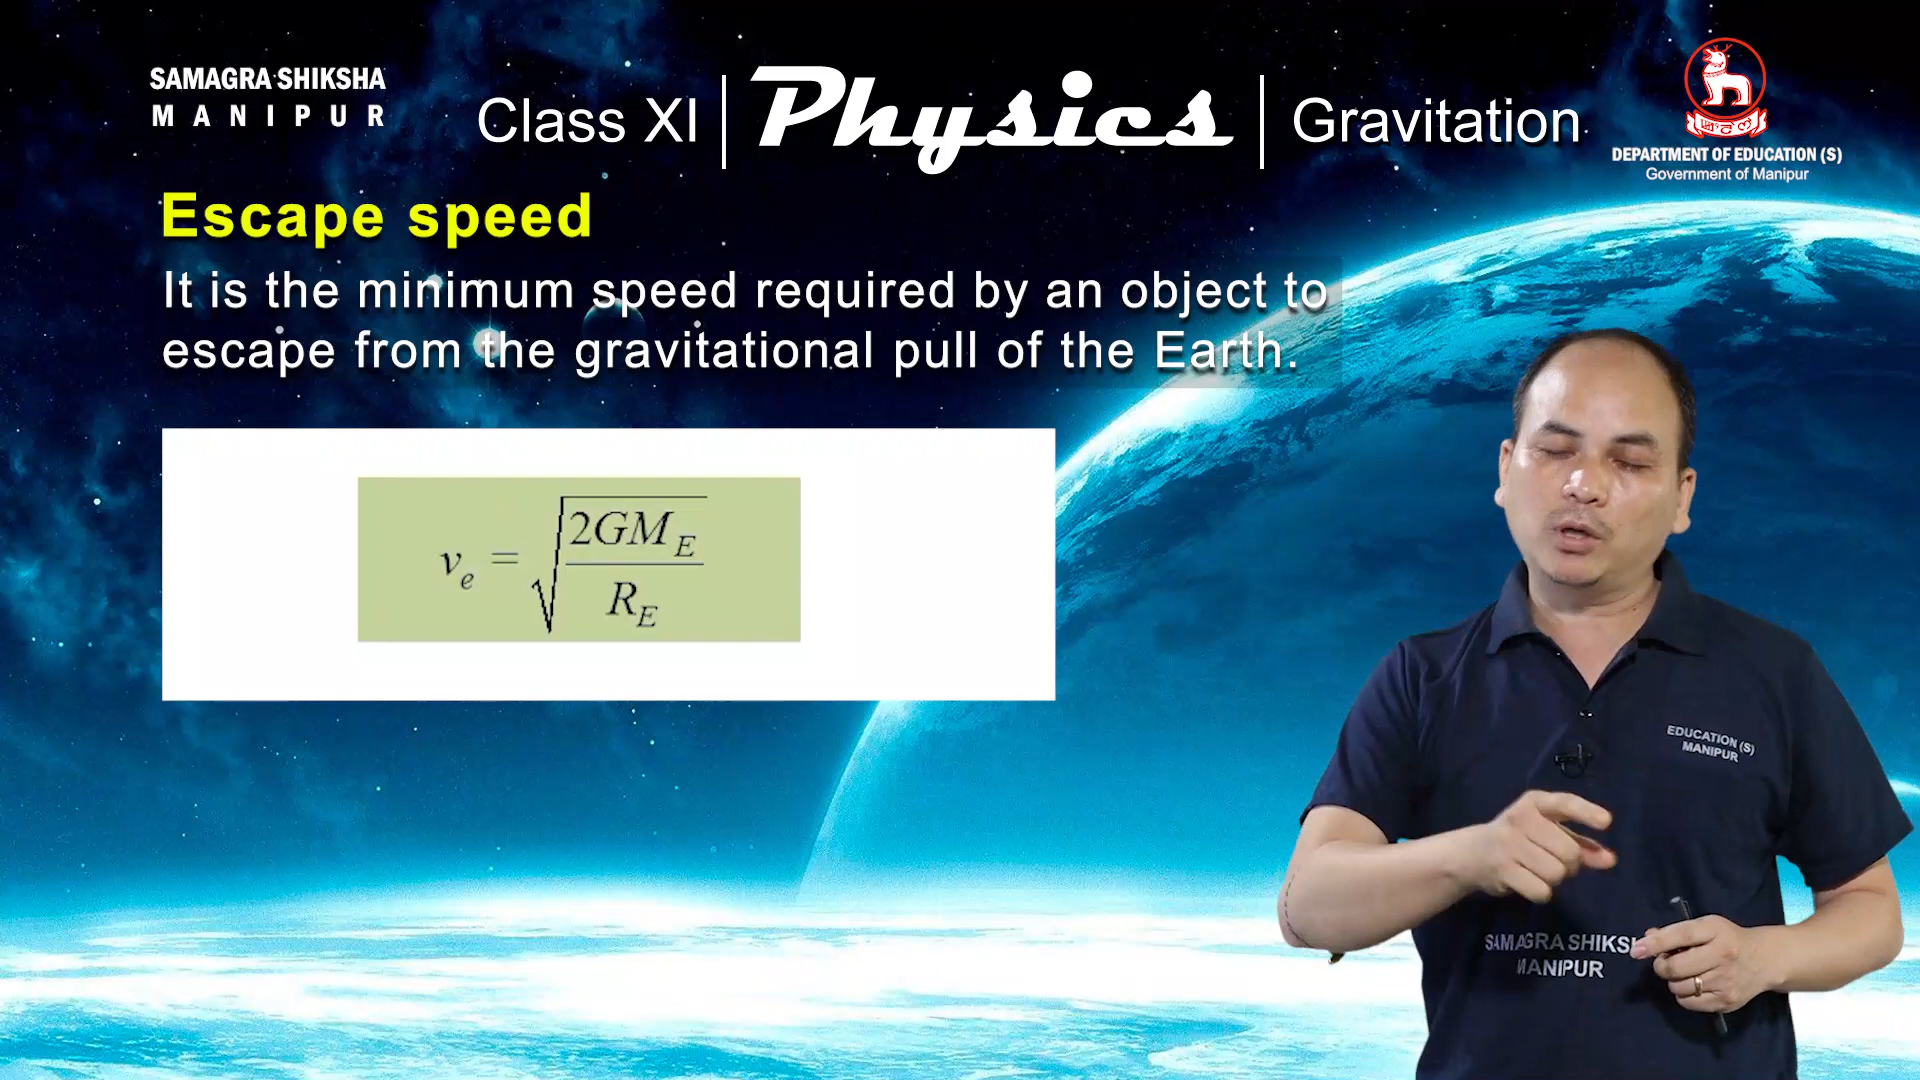 SAMAGRA SHIKSHA
MANIPUR
Class XI
Physics
Gravitation
DEPARTMENT OF EDUCATION (S)
Government of Manipur
Escape speed
It is the minimum speed required by an object to
escape from the gravitational pull of the Earth.
v_e = √(2GM_E / R_E)
EDUCATION (S)
MANIPUR
MANIPUR